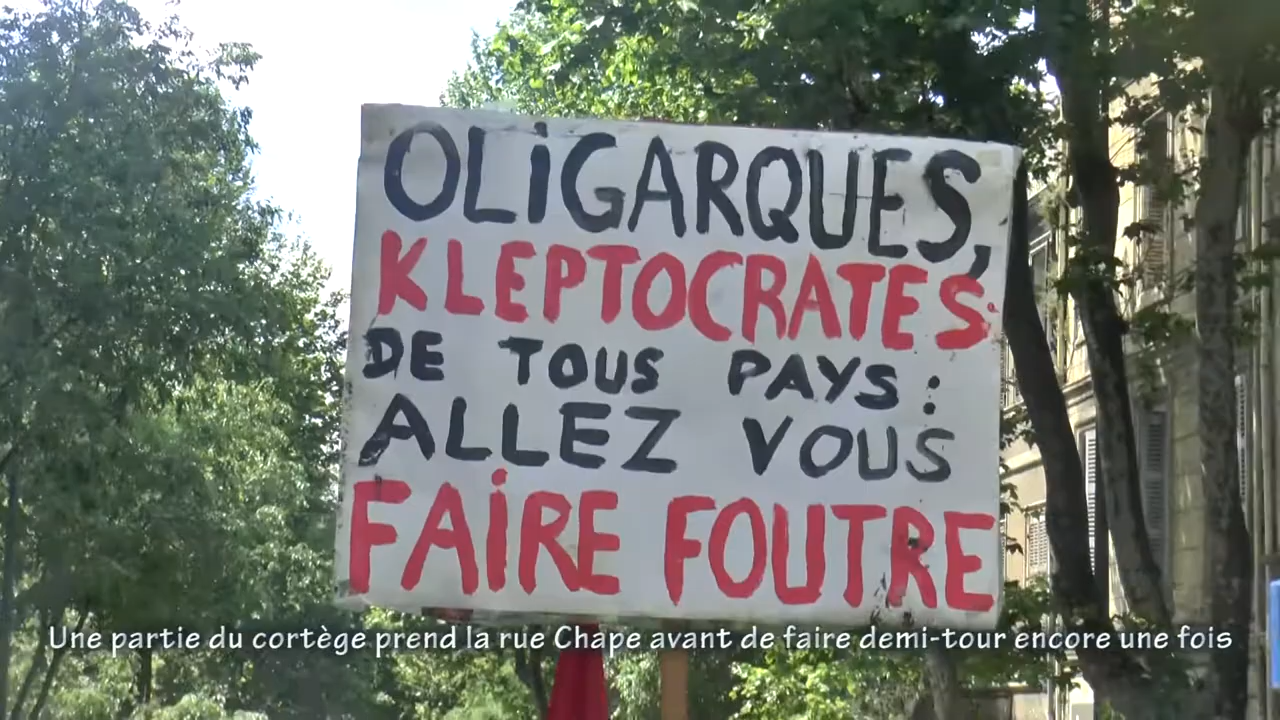 OLIGARQUES,
KLEPTOCRATES
DE TOUS PAYS :
ALLEZ VOUS
FAIRE FOUTRE
Une partie du cortège prend la rue Chape avant de faire demi-tour encore une fois